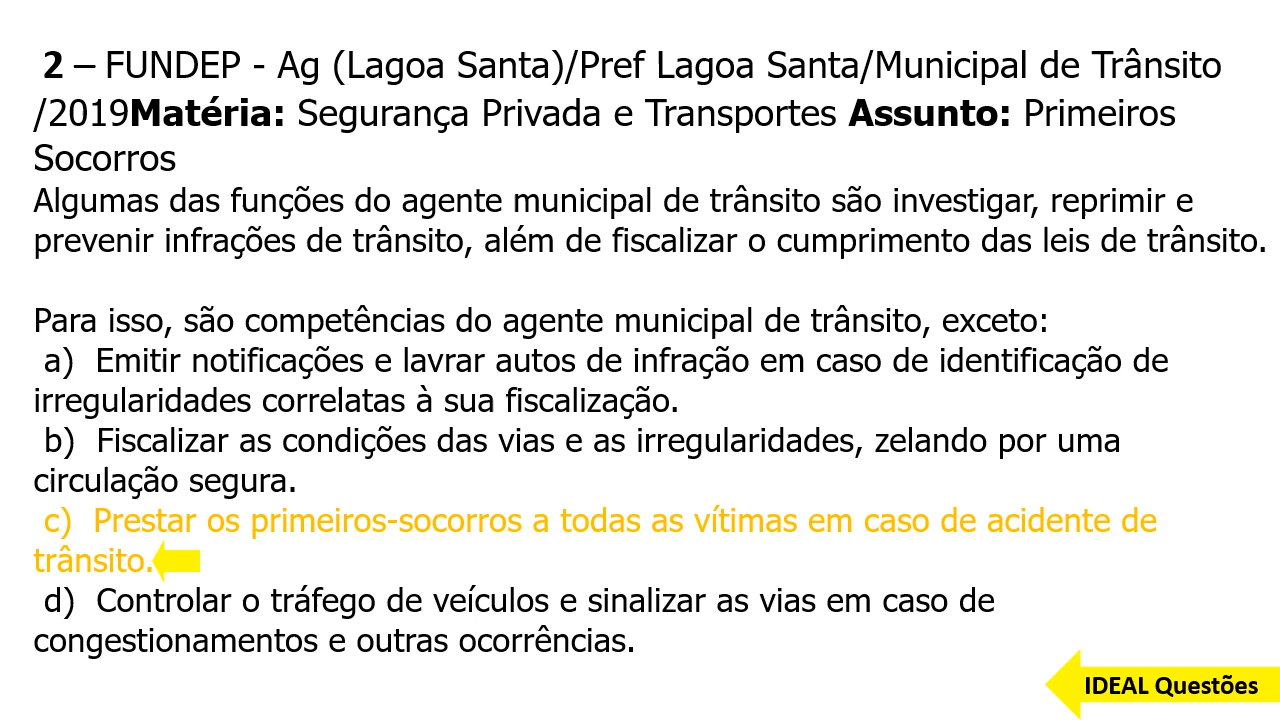 2 – FUNDEP - Ag (Lagoa Santa)/Pref Lagoa Santa/Municipal de Trânsito
/2019Matéria: Segurança Privada e Transportes Assunto: Primeiros
Socorros
Algumas das funções do agente municipal de trânsito são investigar, reprimir e
prevenir infrações de trânsito, além de fiscalizar o cumprimento das leis de trânsito.
Para isso, são competências do agente municipal de trânsito, exceto:
a) Emitir notificações e lavrar autos de infração em caso de identificação de
irregularidades correlatas à sua fiscalização.
b) Fiscalizar as condições das vias e as irregularidades, zelando por uma
circulação segura.
c) Prestar os primeiros-socorros a todas as vítimas em caso de acidente de
trânsito.
d) Controlar o tráfego de veículos e sinalizar as vias em caso de
congestionamentos e outras ocorrências.
IDEAL Questões